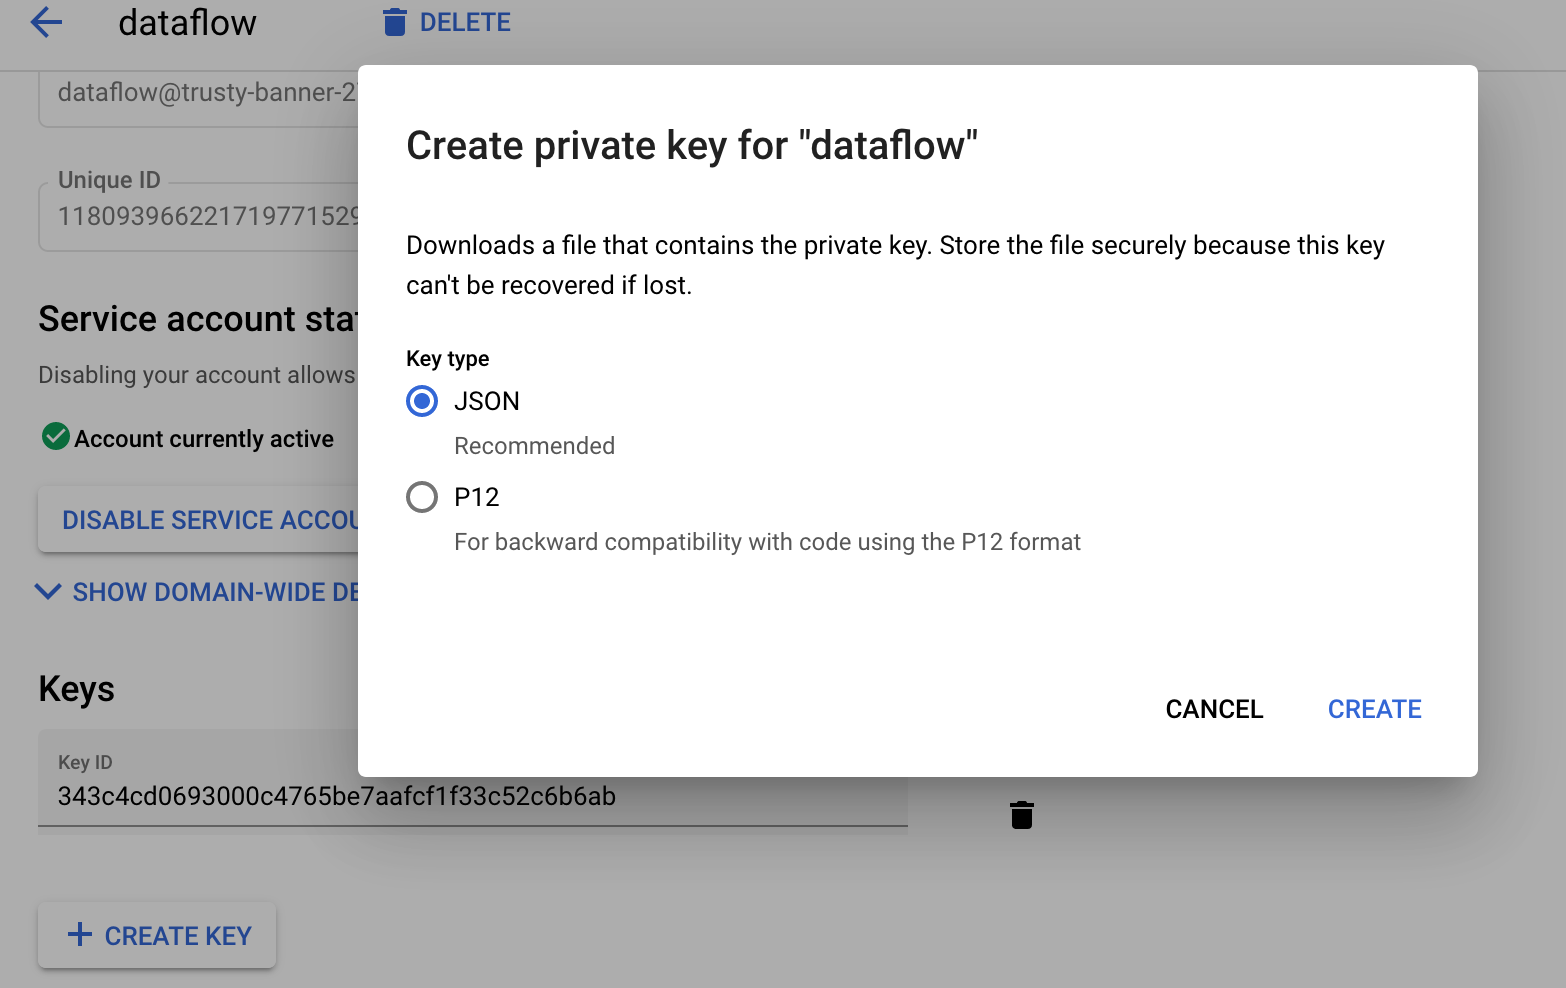 dataflow
DELETE
dataflow@trusty-banner-2
Unique ID
118093966221719771529
Service account stat
Disabling your account allows
Account currently active
DISABLE SERVICE ACCOU
SHOW DOMAIN-WIDE DE
Keys
Key ID
343c4cd0693000c4765be7aafcf1f33c52c6b6ab
CREATE KEY
Create private key for "dataflow"
Downloads a file that contains the private key. Store the file securely because this key
can't be recovered if lost.
Key type
JSON
Recommended
P12
For backward compatibility with code using the P12 format
CANCEL
CREATE